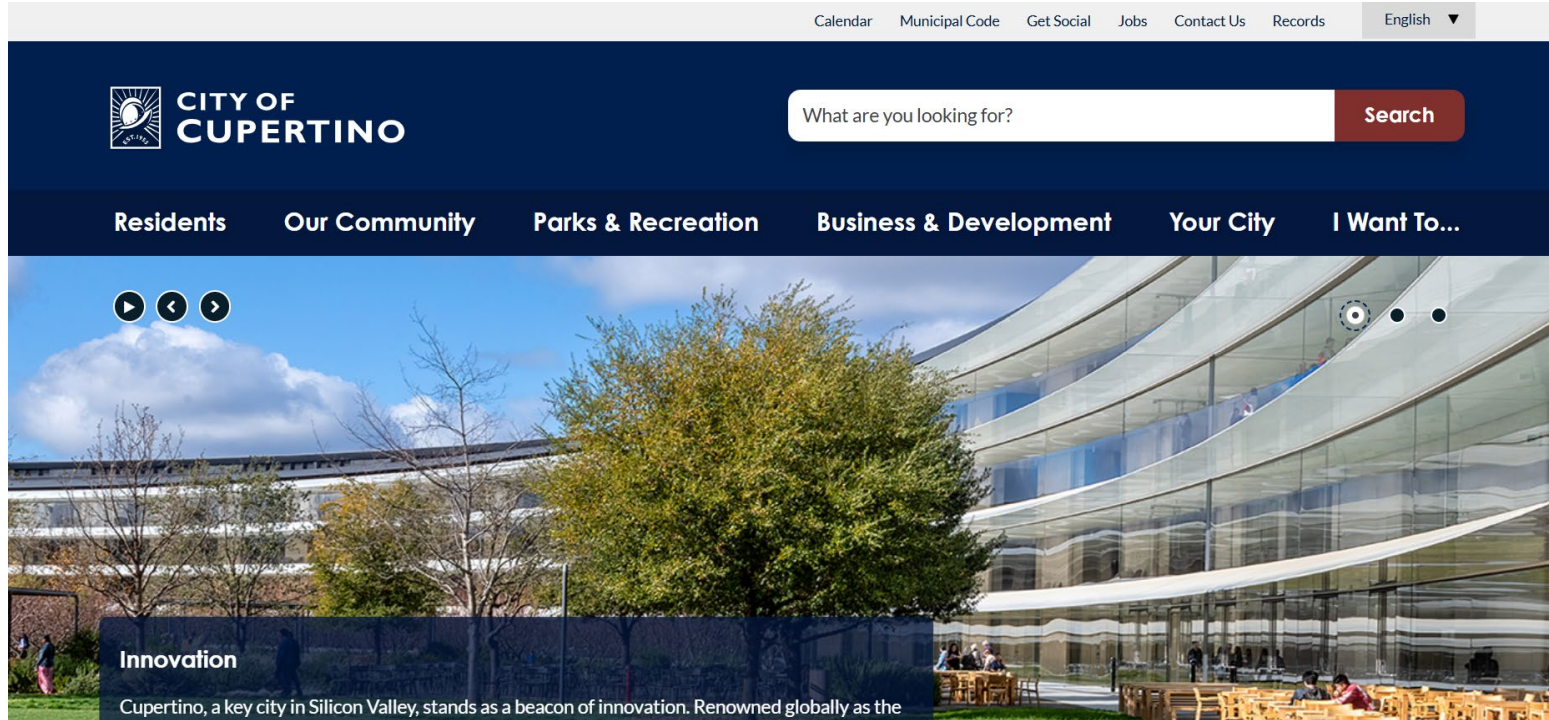 Calendar Municipal Code Get Social Jobs Contact Us Records English ▼
CITY OF
CUPERTINO
EST.1955
What are you looking for? Search
Residents Our Community Parks & Recreation Business & Development Your City I Want To...
Innovation
Cupertino, a key city in Silicon Valley, stands as a beacon of innovation. Renowned globally as the